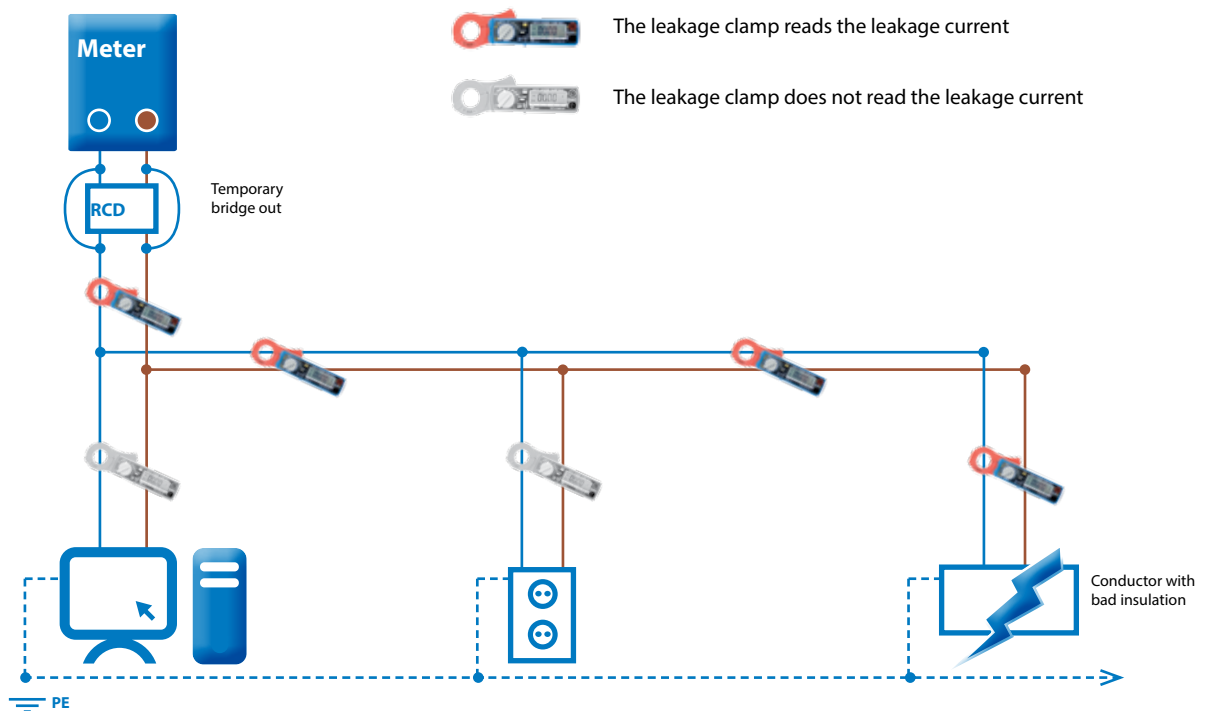 Meter
The leakage clamp reads the leakage current
The leakage clamp does not read the leakage current
RCD
Temporary
bridge out
Conductor with
bad insulation
PE